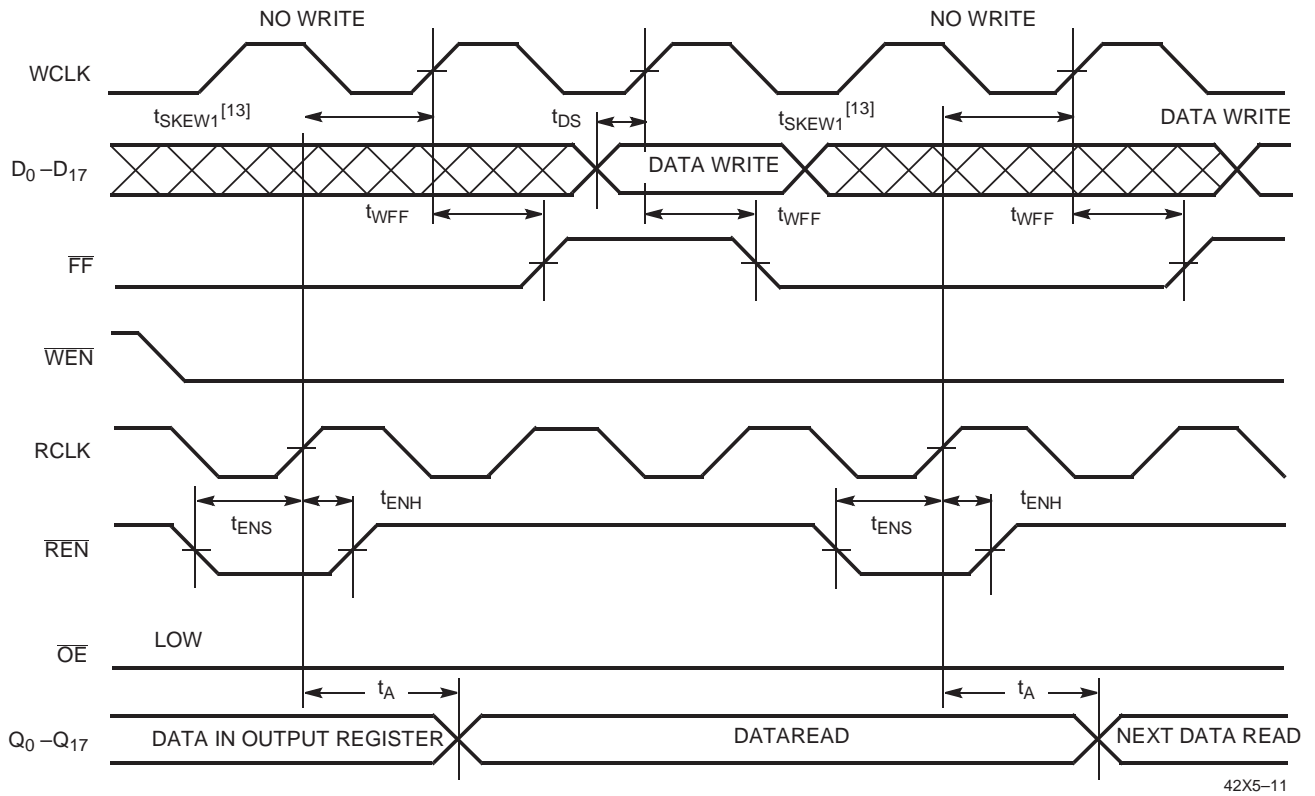 NO WRITE NO WRITE
WCLK
tSKEW1[13] tDS tSKEW1[13] DATA WRITE
D0 –D17 DATA WRITE
tWFF tWFF tWFF
FF
WEN
RCLK
tENH tENH
tENS tENS
REN
LOW
OE
tA tA
Q0 –Q17 DATA IN OUTPUT REGISTER DATAREAD NEXT DATA READ
42X5–11